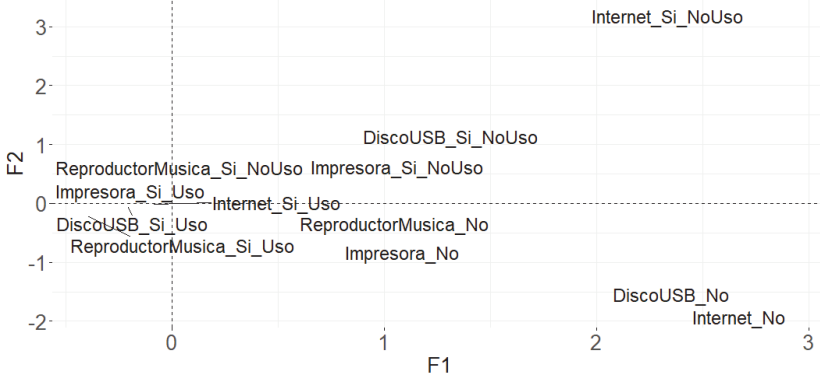 Internet_Si_NoUso
3
2
DiscoUSB_Si_NoUso
1
F2
ReproductorMusica_Si_NoUso
Impresora_Si_NoUso
Impresora_Si_Uso
0
Internet_Si_Uso
DiscoUSB_Si_Uso
ReproductorMusica_No
ReproductorMusica_Si_Uso
Impresora_No
-1
DiscoUSB_No
Internet_No
-2
0
1
2
3
F1